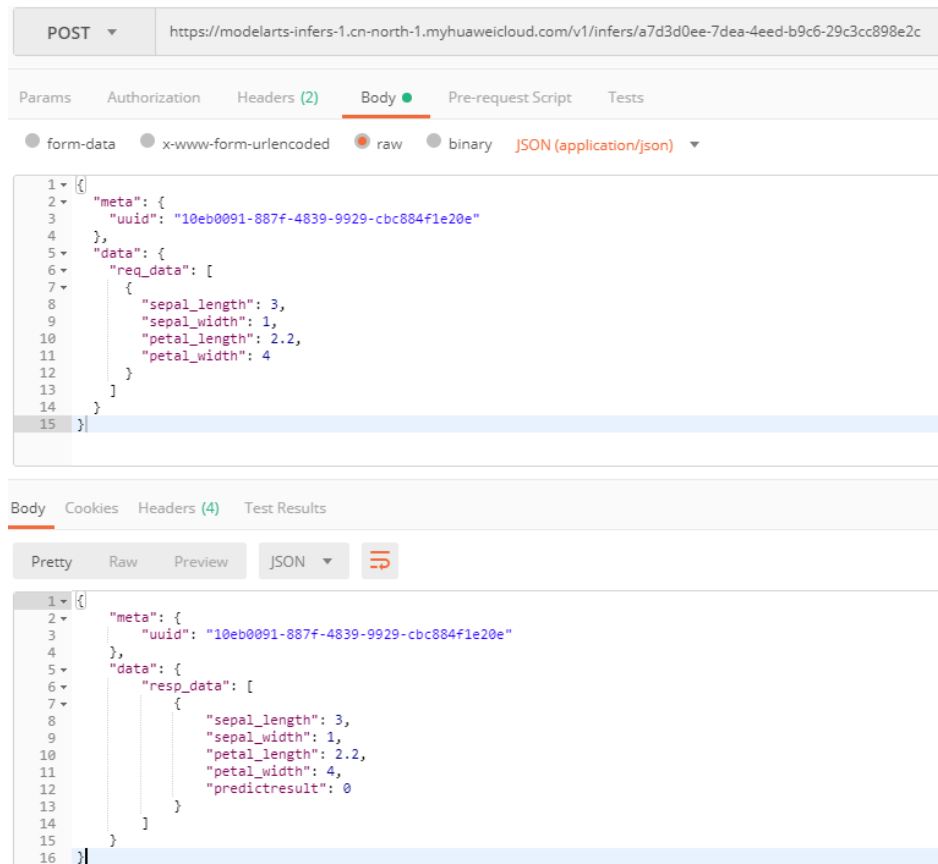 POST https://modelarts-infers-1.cn-north-1.myhuaweicloud.com/v1/infers/a7d3d0ee-7dea-4eed-b9c6-29c3cc898e2c
Params Authorization Headers (2) Body Pre-request Script Tests
form-data x-www-form-urlencoded raw binary JSON (application/json)
1 {
2 "meta": {
3 "uuid": "10eb0091-887f-4839-9929-cbc884f1e20e"
4 },
5 "data": {
6 "req_data": [
7 {
8 "sepal_length": 3,
9 "sepal_width": 1,
10 "petal_length": 2.2,
11 "petal_width": 4
12 }
13 ]
14 }
15 }
Body Cookies Headers (4) Test Results
Pretty Raw Preview JSON
1 {
2 "meta": {
3 "uuid": "10eb0091-887f-4839-9929-cbc884f1e20e"
4 },
5 "data": {
6 "resp_data": [
7 {
8 "sepal_length": 3,
9 "sepal_width": 1,
10 "petal_length": 2.2,
11 "petal_width": 4,
12 "predictresult": 0
13 }
14 ]
15 }
16 }